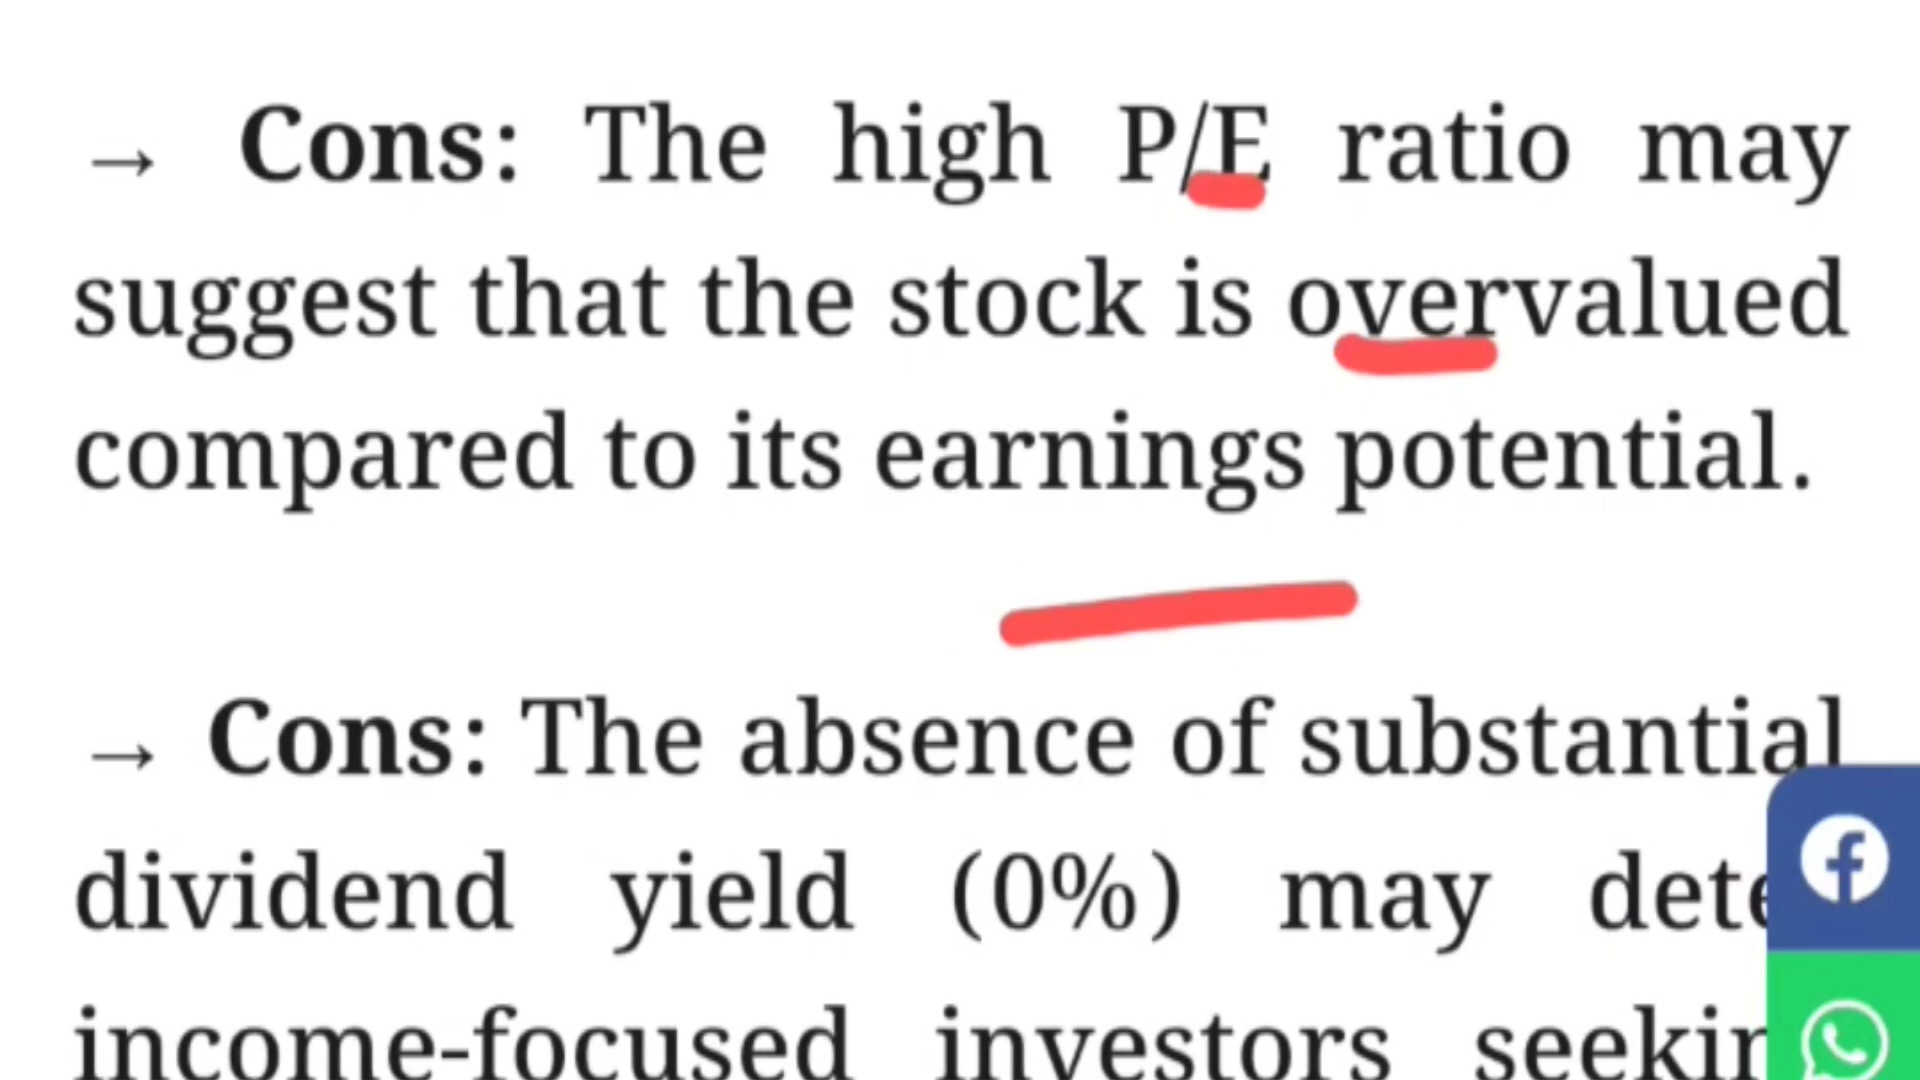 → Cons: The high P/E ratio may
suggest that the stock is overvalued
compared to its earnings potential.
→ Cons: The absence of substantial
dividend yield (0%) may
income-focused investors